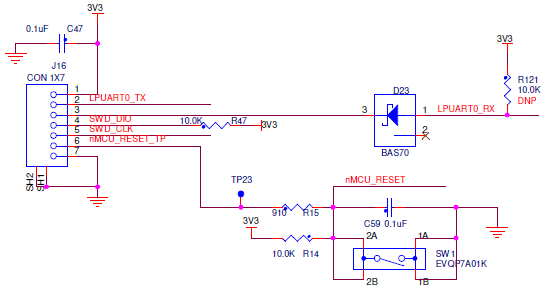 3V3
0.1uF C47
J16
CON 1X7
1
2 LPUART0_TX
3
4 SWD_DIO
5 SWD_CLK
6 nMCU_RESET_TP
7
10.0K R47 3V3
SH2 SH1
3V3
R121
10.0K
DNP
D23
3 1 LPUART0_RX
2
BAS70
TP23
nMCU_RESET
910 R15
C59 0.1uF
3V3
10.0K R14
2A 1A
SW1
EVQP7A01K
2B 1B